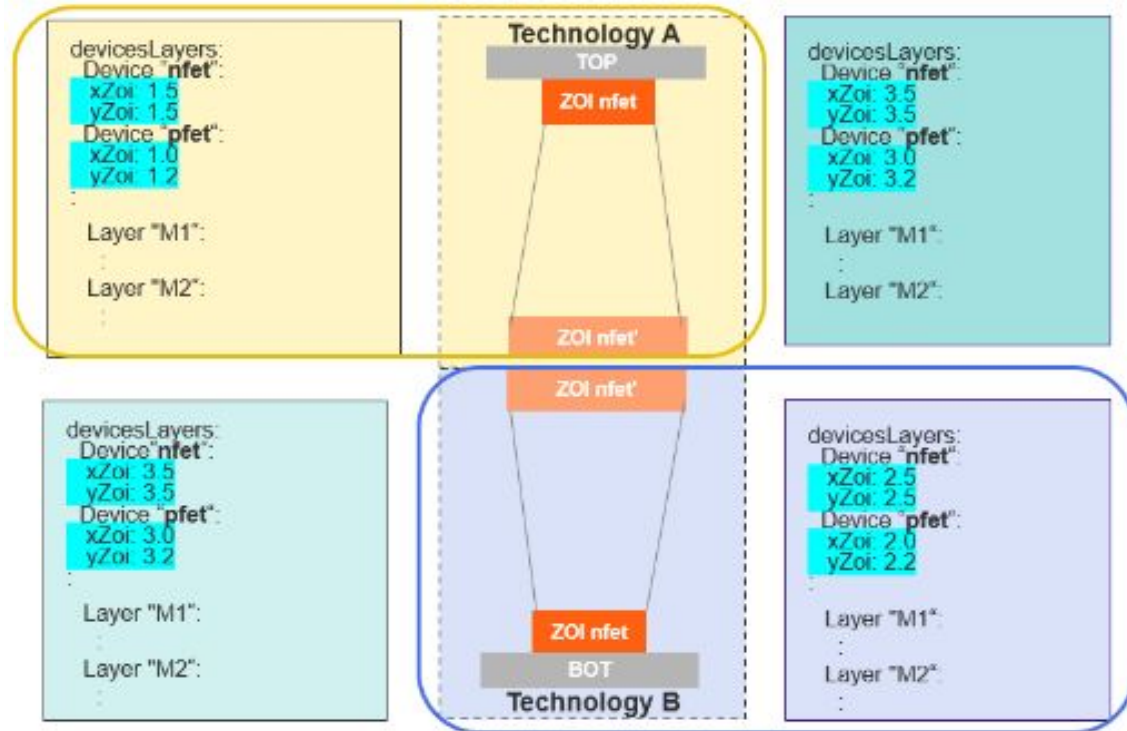 devicesLayers:
Device "nfet":
xZoi: 1.5
yZoi: 1.5
Device "pfet":
xZoi: 1.0
yZoi: 1.2
:
Layer "M1":
:
Layer "M2":
:
Technology A
TOP
ZOI nfet
ZOI nfet'
devicesLayers:
Device "nfet":
xZoi: 3.5
yZoi: 3.5
Device "pfet":
xZoi: 3.0
yZoi: 3.2
:
Layer "M1":
:
Layer "M2":
devicesLayers:
Device"nfet":
xZoi: 3.5
yZoi: 3.5
Device "pfet":
xZoi: 3.0
yZoi: 3.2
:
Layer "M1":
:
Layer "M2":
:
ZOI nfet'
ZOI nfet
BOT
Technology B
devicesLayers:
Device "nfet":
xZoi: 2.5
yZoi: 2.5
Device "pfet":
xZoi: 2.0
yZoi: 2.2
:
Layer "M1":
:
Layer "M2":
: